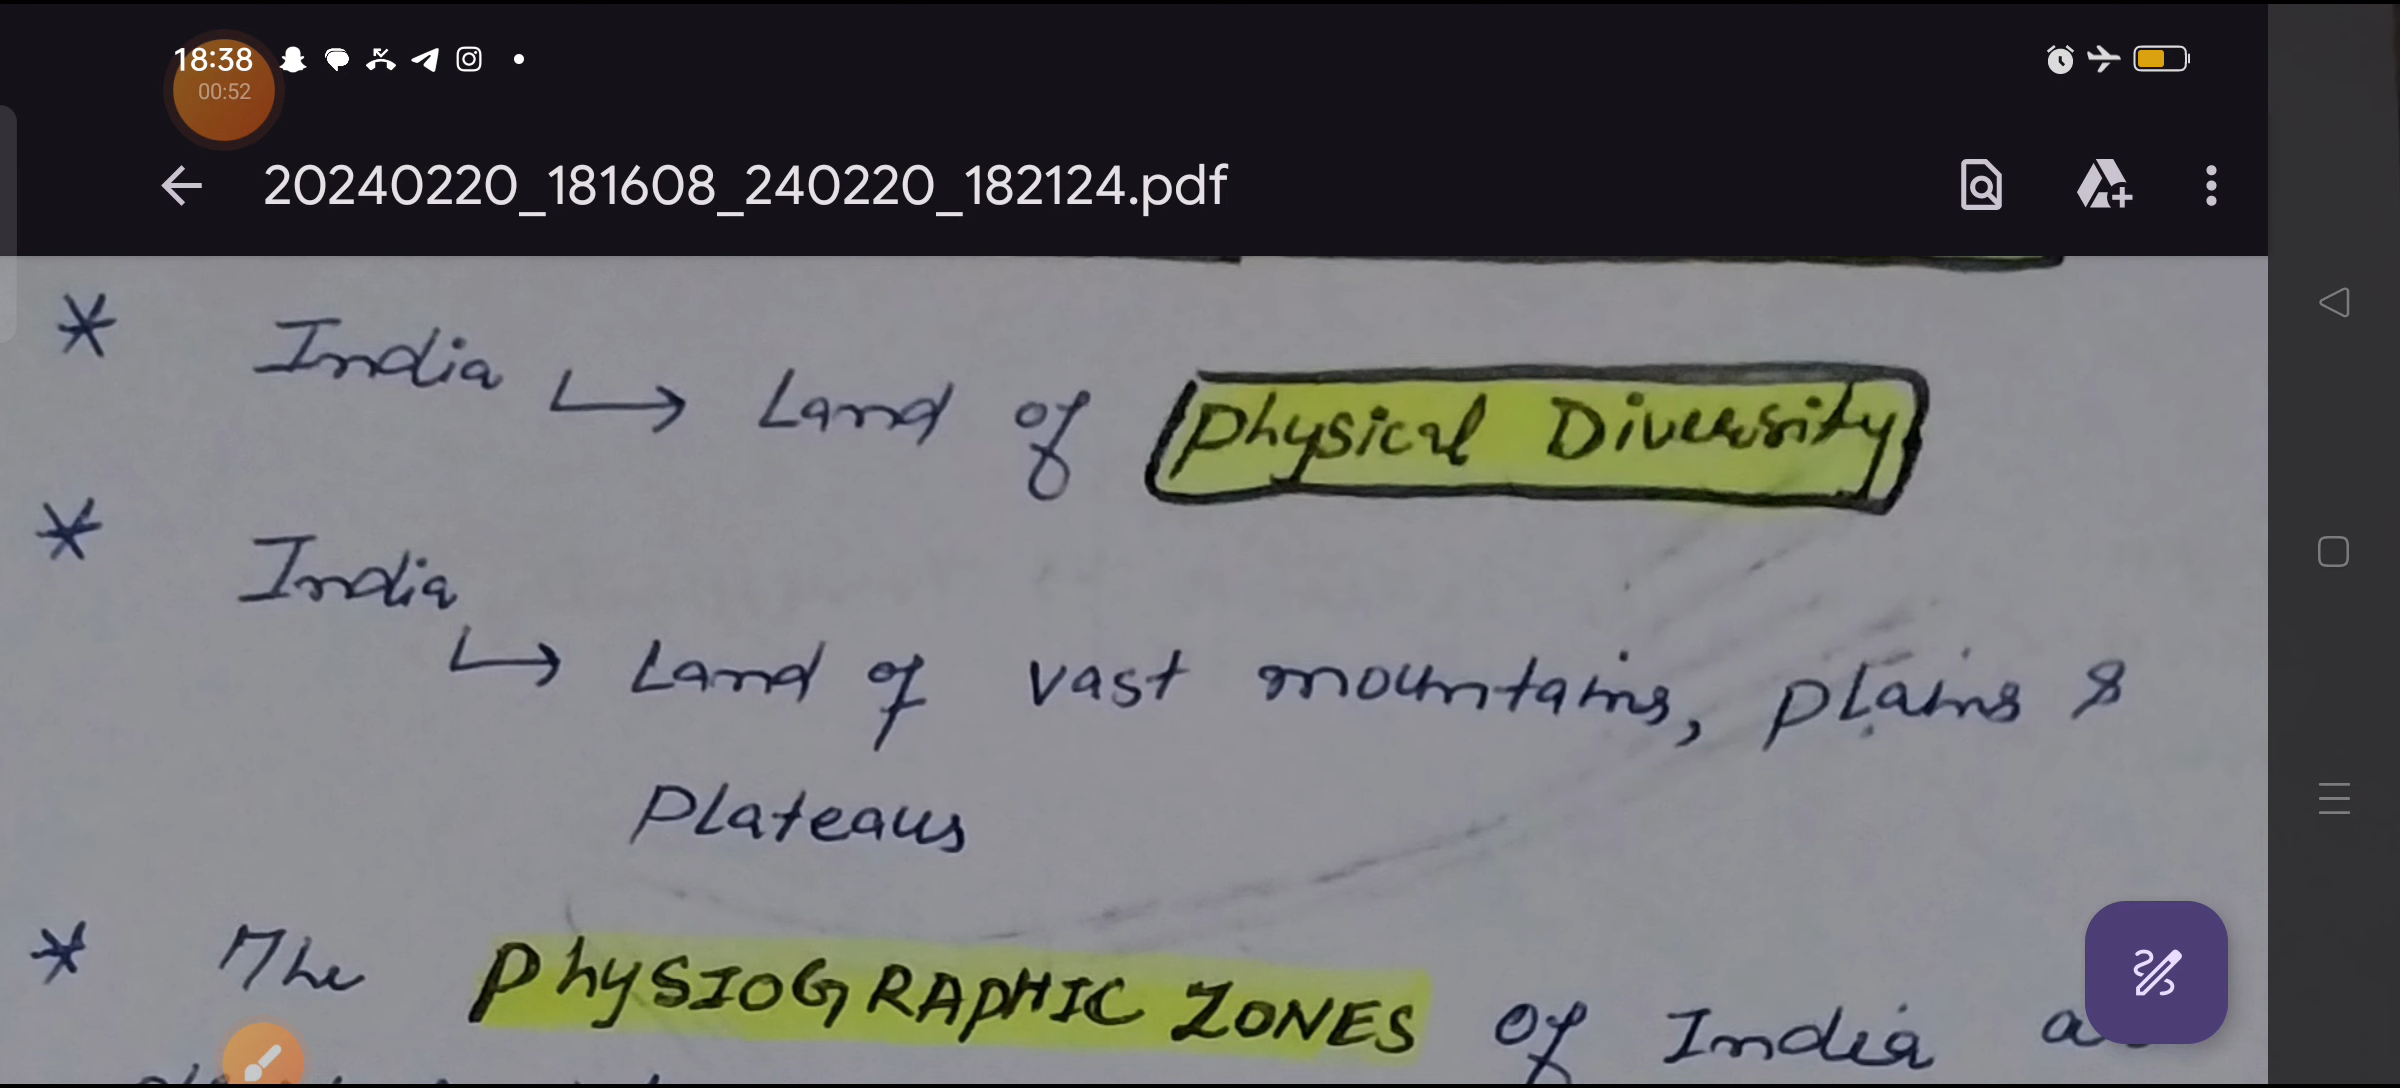 18:38
00:52
20240220_181608_240220_182124.pdf
* India ↳ Land of Physical Diversity
* India
↳ Land of vast mountains, plains &
Plateaus
* The PhySIOGRAPHIC ZONES of India